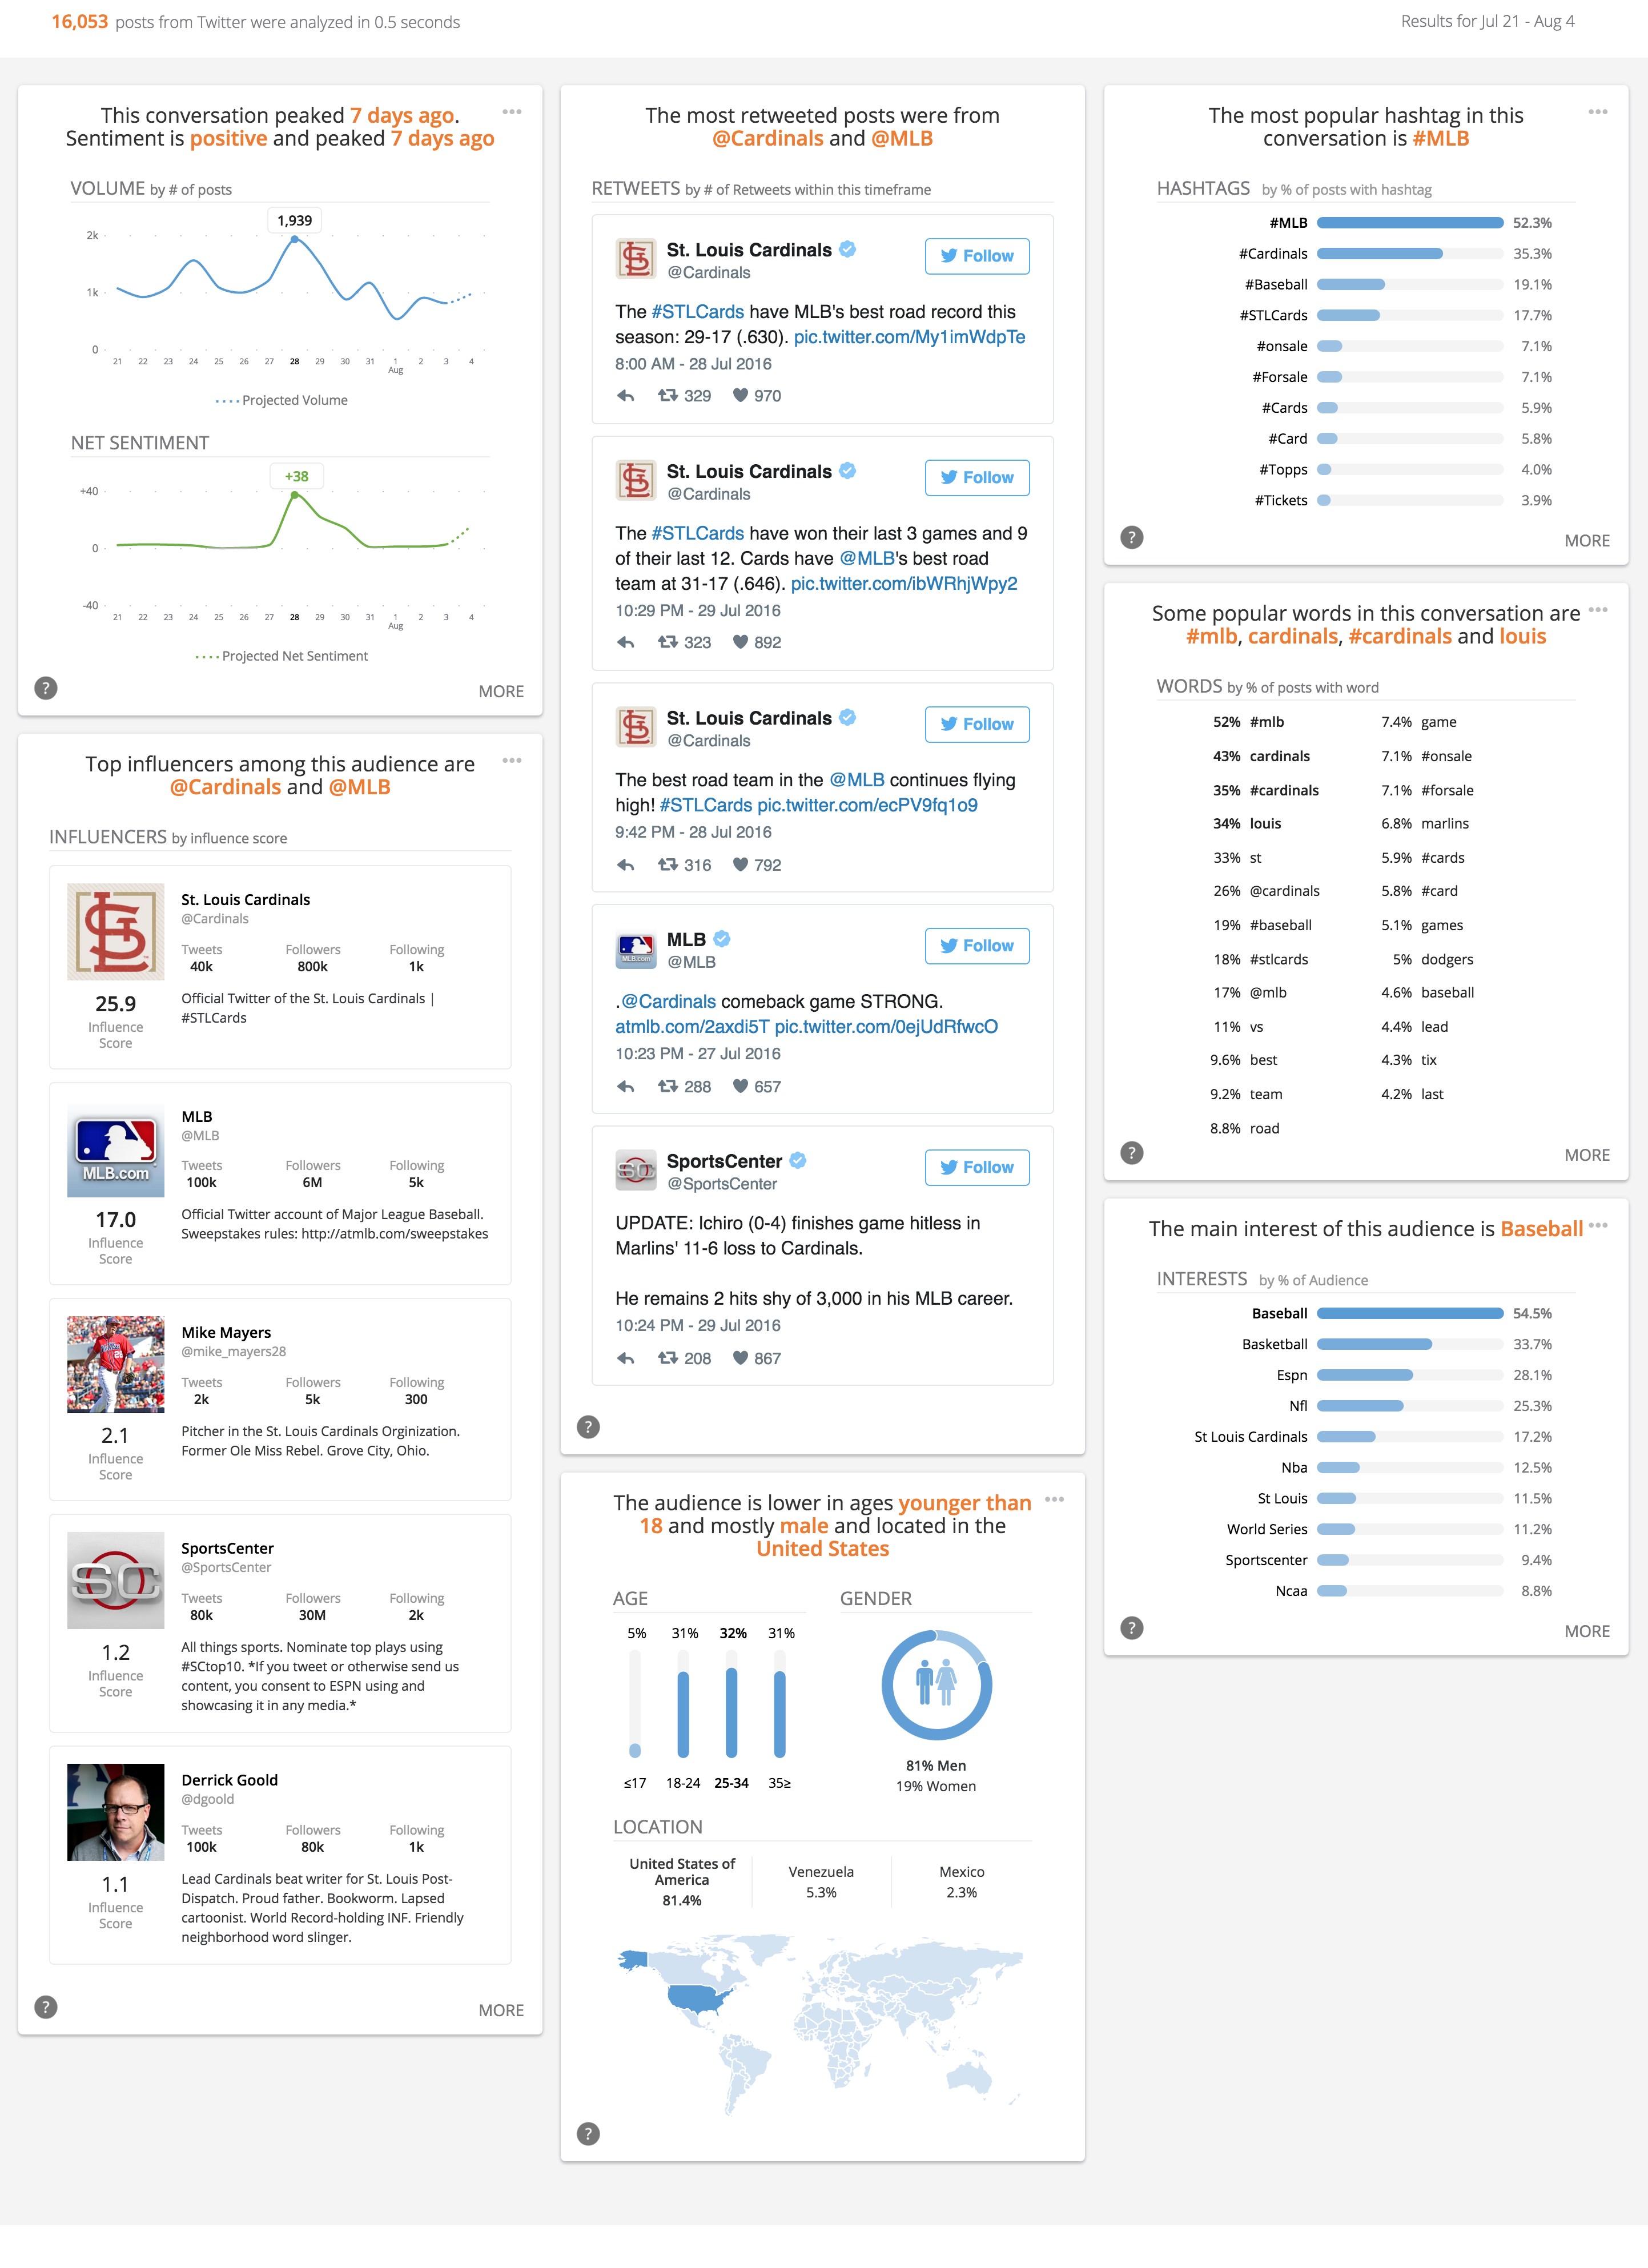 16,053 posts from Twitter were analyzed in 0.5 seconds
Results for Jul 21 - Aug 4
This conversation peaked 7 days ago.
Sentiment is positive and peaked 7 days ago
VOLUME by # of posts
1,939
2k
1k
0
21 22 23 24 25 26 27 28 29 30 31 1 2 3 4
Aug
Projected Volume
NET SENTIMENT
+38
+40
0
-40
21 22 23 24 25 26 27 28 29 30 31 1 2 3 4
Aug
Projected Net Sentiment
?
MORE
Top influencers among this audience are
@Cardinals and @MLB
INFLUENCERS by influence score
St. Louis Cardinals
@Cardinals
Tweets Followers Following
40k 800k 1k
25.9
Influence
Score
Official Twitter of the St. Louis Cardinals |
#STLCards
MLB
@MLB
MLB.com
Tweets Followers Following
100k 6M 5k
17.0
Influence
Score
Official Twitter account of Major League Baseball.
Sweepstakes rules: http://atmlb.com/sweepstakes
Mike Mayers
@mike_mayers28
Tweets Followers Following
2k 5k 300
2.1
Influence
Score
Pitcher in the St. Louis Cardinals Orginization.
Former Ole Miss Rebel. Grove City, Ohio.
SportsCenter
@SportsCenter
SC
Tweets Followers Following
80k 30M 2k
1.2
Influence
Score
All things sports. Nominate top plays using
#SCtop10. *If you tweet or otherwise send us
content, you consent to ESPN using and
showcasing it in any media.*
Derrick Goold
@dgoold
Tweets Followers Following
100k 80k 1k
1.1
Influence
Score
Lead Cardinals beat writer for St. Louis Post-
Dispatch. Proud father. Bookworm. Lapsed
cartoonist. World Record-holding INF. Friendly
neighborhood word slinger.
?
MORE
The most retweeted posts were from
@Cardinals and @MLB
RETWEETS by # of Retweets within this timeframe
St. Louis Cardinals
@Cardinals
Follow
The #STLCards have MLB's best road record this
season: 29-17 (.630). pic.twitter.com/My1imWdpTe
8:00 AM - 28 Jul 2016
329 970
St. Louis Cardinals
@Cardinals
Follow
The #STLCards have won their last 3 games and 9
of their last 12. Cards have @MLB's best road
team at 31-17 (.646). pic.twitter.com/ibWRhjWpy2
10:29 PM - 29 Jul 2016
323 892
St. Louis Cardinals
@Cardinals
Follow
The best road team in the @MLB continues flying
high! #STLCards pic.twitter.com/ecPV9fq1o9
9:42 PM - 28 Jul 2016
316 792
MLB
@MLB
MLB.com
Follow
.@Cardinals comeback game STRONG.
atmlb.com/2axdi5T pic.twitter.com/0ejUdRfwcO
10:23 PM - 27 Jul 2016
288 657
SportsCenter
@SportsCenter
SC
Follow
UPDATE: Ichiro (0-4) finishes game hitless in
Marlins' 11-6 loss to Cardinals.
He remains 2 hits shy of 3,000 in his MLB career.
10:24 PM - 29 Jul 2016
208 867
?
The audience is lower in ages younger than
18 and mostly male and located in the
United States
AGE
5% 31% 32% 31%
≤17 18-24 25-34 35≥
GENDER
81% Men
19% Women
LOCATION
United States of
America
81.4%
Venezuela
5.3%
Mexico
2.3%
?
The most popular hashtag in this
conversation is #MLB
HASHTAGS by % of posts with hashtag
#MLB 52.3%
#Cardinals 35.3%
#Baseball 19.1%
#STLCards 17.7%
#onsale 7.1%
#Forsale 7.1%
#Cards 5.9%
#Card 5.8%
#Topps 4.0%
#Tickets 3.9%
?
MORE
Some popular words in this conversation are
#mlb, cardinals, #cardinals and louis
WORDS by % of posts with word
52% #mlb 7.4% game
43% cardinals 7.1% #onsale
35% #cardinals 7.1% #forsale
34% louis 6.8% marlins
33% st 5.9% #cards
26% @cardinals 5.8% #card
19% #baseball 5.1% games
18% #stlcards 5% dodgers
17% @mlb 4.6% baseball
11% vs 4.4% lead
9.6% best 4.3% tix
9.2% team 4.2% last
8.8% road
?
MORE
The main interest of this audience is Baseball
INTERESTS by % of Audience
Baseball 54.5%
Basketball 33.7%
Espn 28.1%
Nfl 25.3%
St Louis Cardinals 17.2%
Nba 12.5%
St Louis 11.5%
World Series 11.2%
Sportscenter 9.4%
Ncaa 8.8%
?
MORE